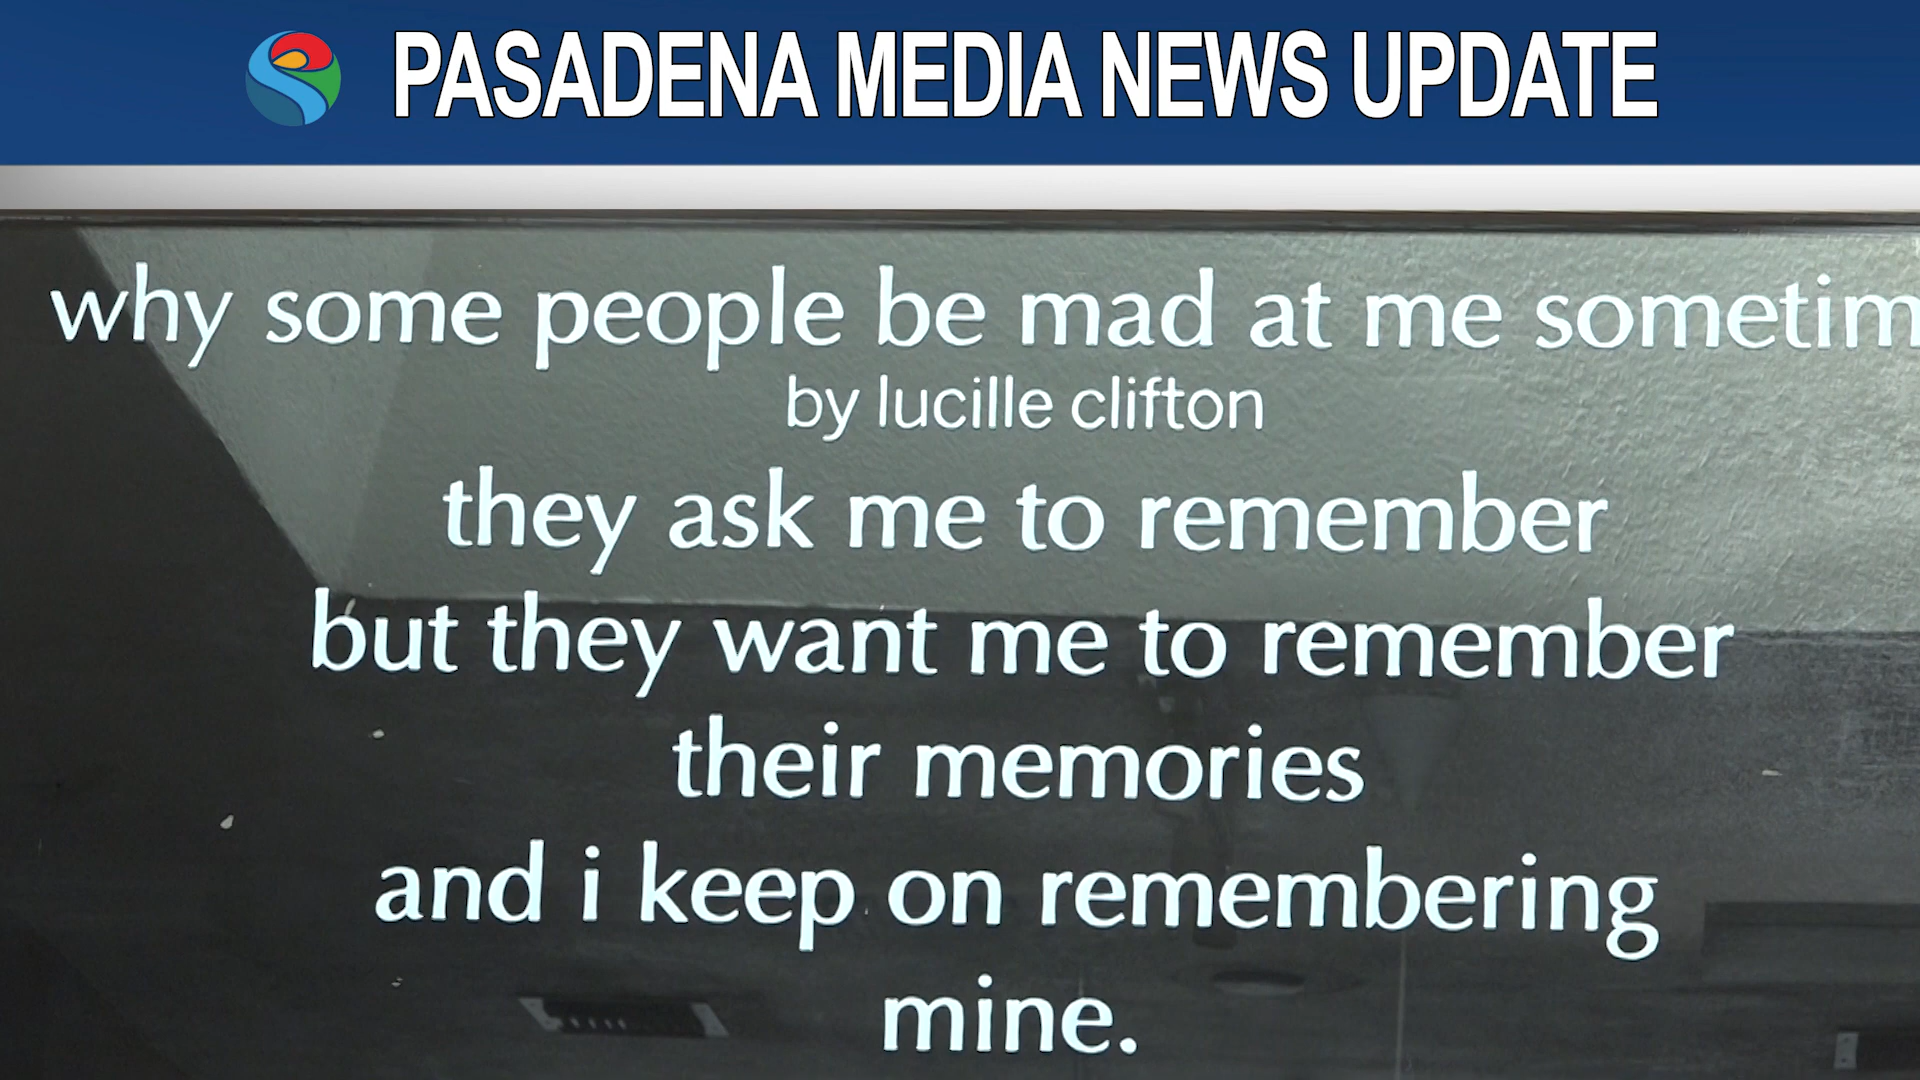 PASADENA MEDIA NEWS UPDATE
why some people be mad at me sometim
by lucille clifton
they ask me to remember
but they want me to remember
their memories
and i keep on remembering
mine.